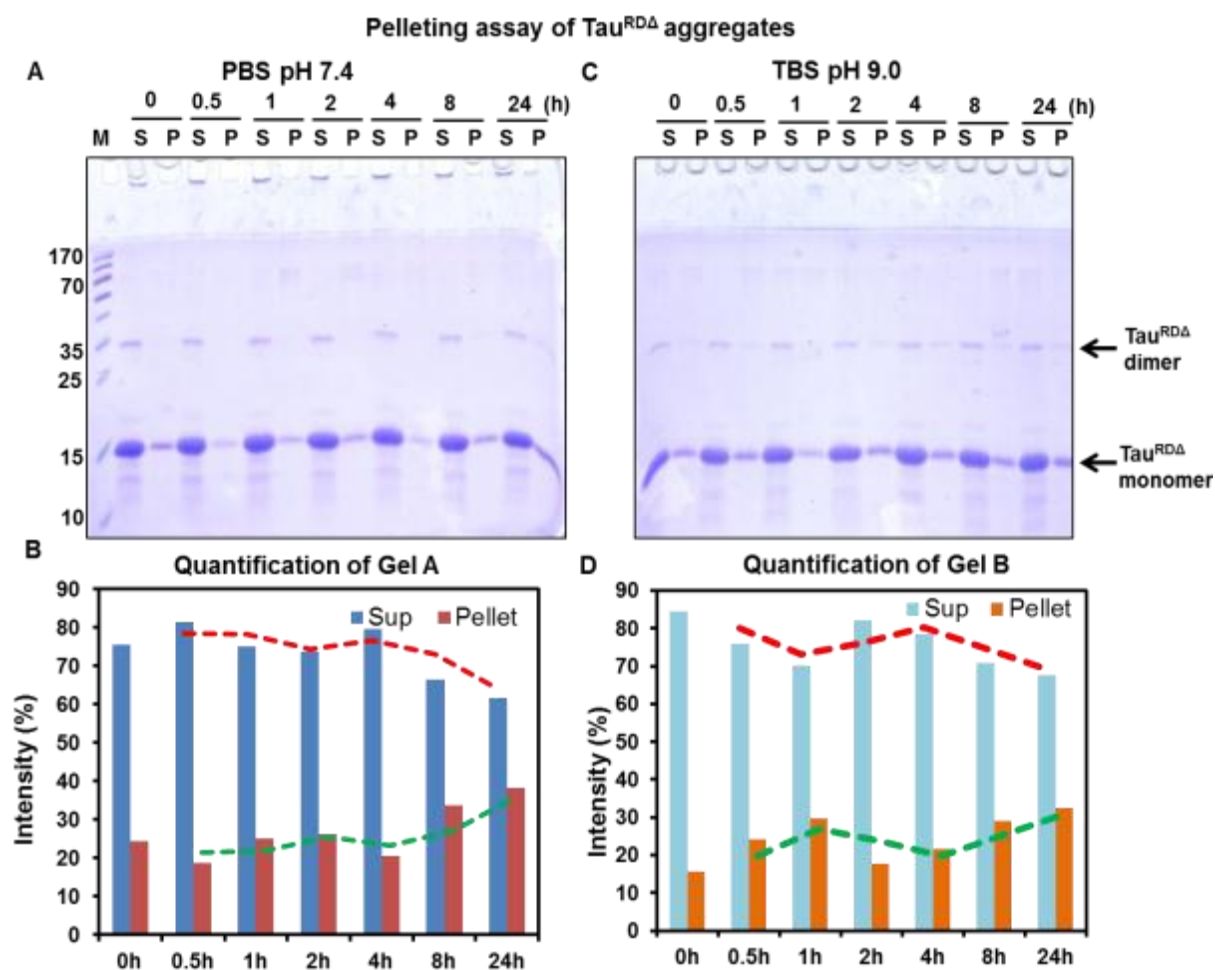 Pelleting assay of Tau^RDΔ aggregates
A
PBS pH 7.4
0 0.5 1 2 4 8 24 (h)
M S P S P S P S P S P S P S P
170
70
35
25
15
10
C
TBS pH 9.0
0 0.5 1 2 4 8 24 (h)
S P S P S P S P S P S P S P
Tau^RDΔ
dimer
Tau^RDΔ
monomer
B
Quantification of Gel A
Sup Pellet
Intensity (%)
90
80
70
60
50
40
30
20
10
0
0h 0.5h 1h 2h 4h 8h 24h
D
Quantification of Gel B
Sup Pellet
Intensity (%)
90
80
70
60
50
40
30
20
10
0
0h 0.5h 1h 2h 4h 8h 24h